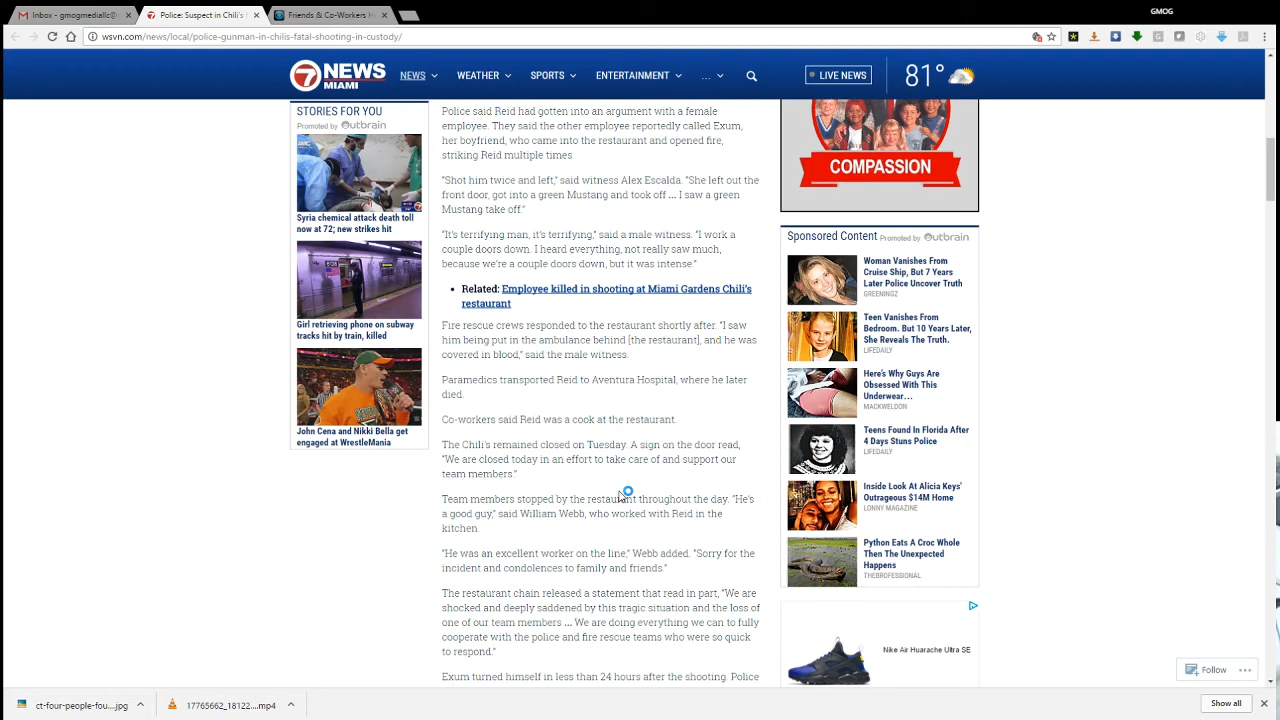 GMOG
Inbox - gmogmediallc@
Police: Suspect in Chili's
Friends & Co-Workers H
wsvn.com/news/local/police-gunman-in-chilis-fatal-shooting-in-custody/
7 NEWS MIAMI
NEWS
WEATHER
SPORTS
ENTERTAINMENT
...
LIVE NEWS
81°
STORIES FOR YOU
Promoted by Outbrain
Syria chemical attack death toll
now at 72; new strikes hit
Girl retrieving phone on subway
tracks hit by train, killed
John Cena and Nikki Bella get
engaged at WrestleMania
Police said Reid had gotten into an argument with a female
employee. They said the other employee reportedly called Exum,
her boyfriend, who came into the restaurant and opened fire,
striking Reid multiple times.
"Shot him twice and left," said witness Alex Escalda. "She left out the
front door, got into a green Mustang and took off ... I saw a green
Mustang take off."
"It's terrifying man, it's terrifying," said a male witness. "I work a
couple doors down. I heard everything, not really saw much,
because we're a couple doors down, but it was intense."
• Related: Employee killed in shooting at Miami Gardens Chili's
restaurant
Fire rescue crews responded to the restaurant shortly after. "I saw
him being put in the ambulance behind [the restaurant], and he was
covered in blood," said the male witness.
Paramedics transported Reid to Aventura Hospital, where he later
died.
Co-workers said Reid was a cook at the restaurant.
The Chili's remained closed on Tuesday. A sign on the door read,
"We are closed today in an effort to take care of and support our
team members."
Team members stopped by the restaurant throughout the day. "He's
a good guy," said William Webb, who worked with Reid in the
kitchen.
"He was an excellent worker on the line," Webb added. "Sorry for the
incident and condolences to family and friends."
The restaurant chain released a statement that read in part, "We are
shocked and deeply saddened by this tragic situation and the loss of
one of our team members ... We are doing everything we can to fully
cooperate with the police and fire rescue teams who were so quick
to respond."
Exum turned himself in less than 24 hours after the shooting. Police
COMPASSION
Sponsored Content Promoted by Outbrain
Woman Vanishes From
Cruise Ship, But 7 Years
Later Police Uncover Truth
GREENINGZ
Teen Vanishes From
Bedroom. But 10 Years Later,
She Reveals The Truth.
LIFEDAILY
Here's Why Guys Are
Obsessed With This
Underwear…
MACKWELDON
Teens Found In Florida After
4 Days Stuns Police
LIFEDAILY
Inside Look At Alicia Keys'
Outrageous $14M Home
LONNY MAGAZINE
Python Eats A Croc Whole
Then The Unexpected
Happens
THEBROFESSIONAL
Nike Air Huarache Ultra SE
Follow
ct-four-people-fou....jpg
17765662_18122....mp4
Show all